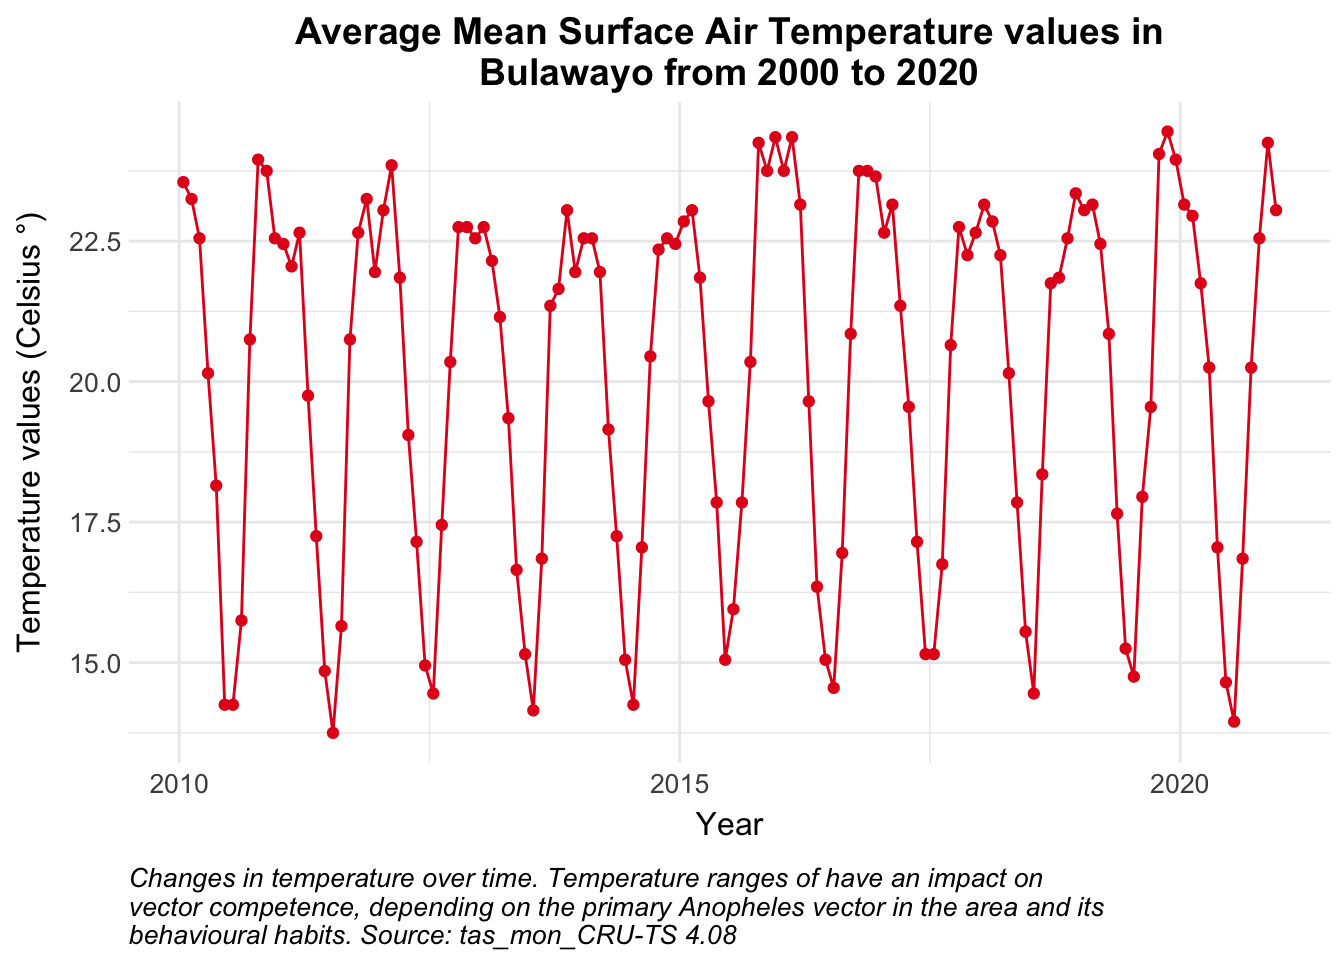 Average Mean Surface Air Temperature values in
Bulawayo from 2000 to 2020
Temperature values (Celsius °)
22.5
20.0
17.5
15.0
2010
2015
2020
Year
Changes in temperature over time. Temperature ranges of have an impact on
vector competence, depending on the primary Anopheles vector in the area and its
behavioural habits. Source: tas_mon_CRU-TS 4.08